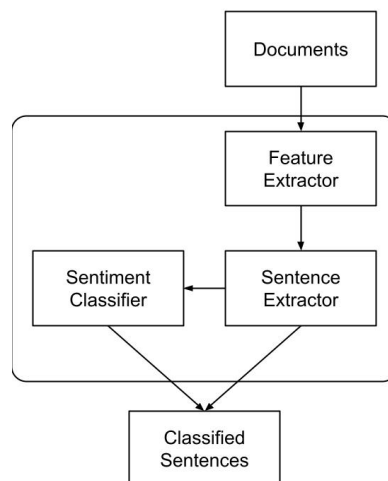 Documents
Feature
Extractor
Sentiment
Classifier
Sentence
Extractor
Classified
Sentences